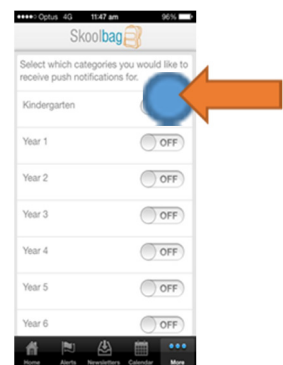 Optus 4G 11:47 am 96%
Skoolbag
Select which categories you would like to
receive push notifications for.
Kindergarten
Year 1 OFF
Year 2 OFF
Year 3 OFF
Year 4 OFF
Year 5 OFF
Year 6 OFF
Home Alerts Newsletters Calendar More